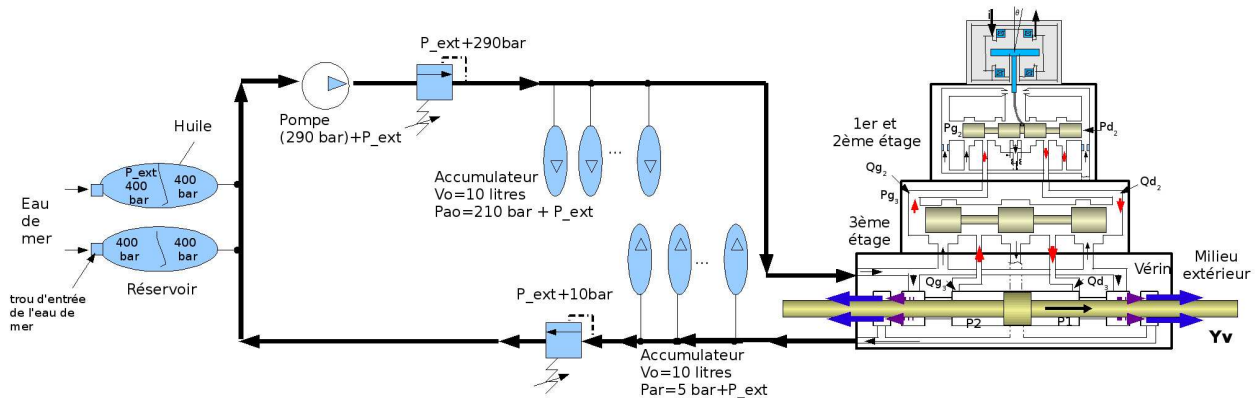 P_ext+290bar
Pompe
(290 bar)+P_ext
Huile
P_ext
400
bar
400
bar
Eau
de
mer
400
bar
400
bar
Réservoir
trou d'entrée
de l'eau de
mer
...
Accumulateur
Vo=10 litres
Pao=210 bar + P_ext
...
P_ext+10bar
Accumulateur
Vo=10 litres
Par=5 bar+P_ext
i
θ
1er et
2ème étage
Pg2
Pd2
Qg2
Qd2
Pg3
3ème
étage
Vérin
Milieu
extérieur
Qg3
Qd3
P2
P1
Yv